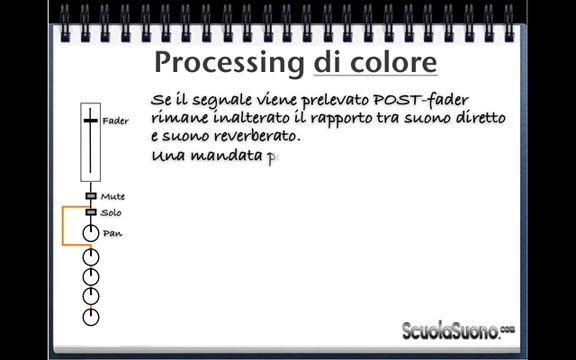 Processing di colore
Se il segnale viene prelevato POST-fader
rimane inalterato il rapporto tra suono diretto
e suono reverberato.
Una mandata p
Fader
Mute
Solo
Pan
ScuolaSuono.com